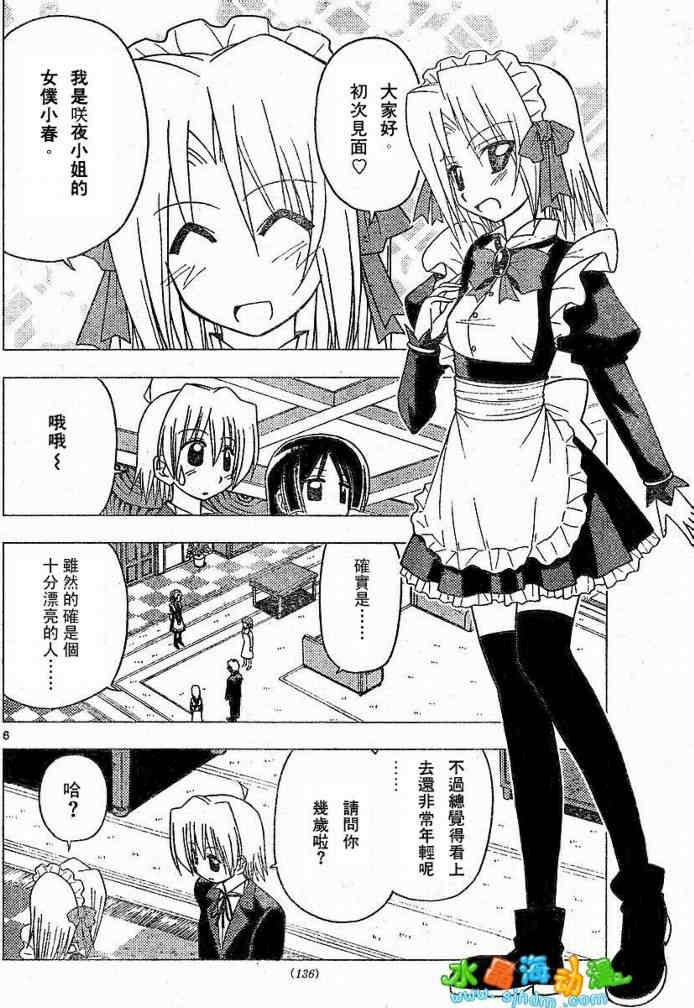 大家好。
初次見面♡
我是咲夜小姐的
女僕小春。
哦哦~
確實是……
雖然的確是個
十分漂亮的人……
不過總覺得看上
去還非常年輕呢
……
請問你
幾歲啦?
哈?
6
(136)
水晶海动漫
www.sjhdm.com